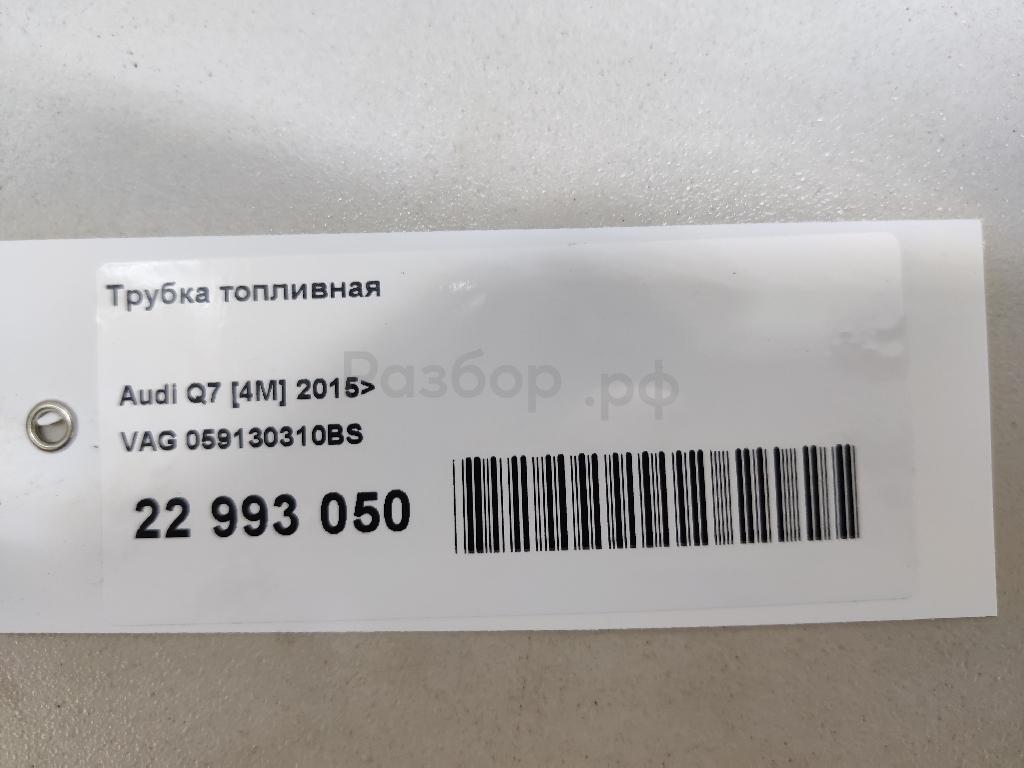 Трубка топливная
Разбор.рф
Audi Q7 [4M] 2015>
VAG 059130310BS
22 993 050